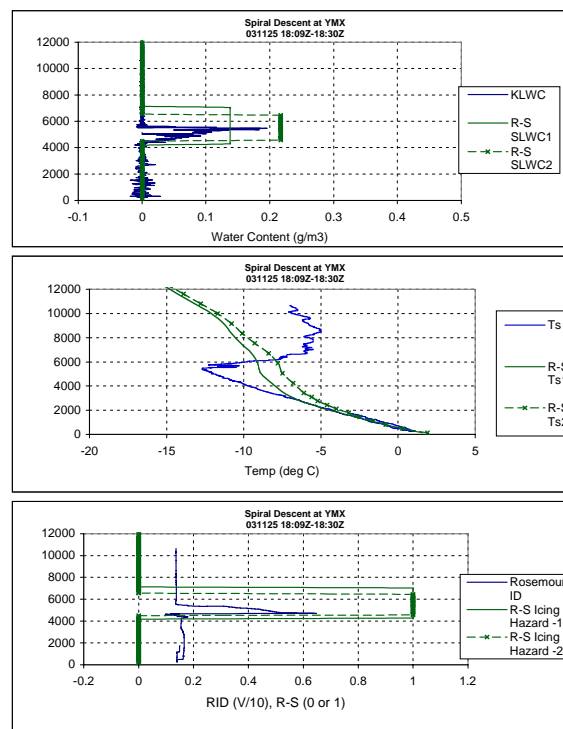 Spiral Descent at YMX
031125 18:09Z-18:30Z
12000
10000
8000
6000
4000
2000
0
-0.1
0
0.1
0.2
0.3
0.4
0.5
Water Content (g/m3)
KLWC
R-S
SLWC1
R-S
SLWC2
Spiral Descent at YMX
031125 18:09Z-18:30Z
12000
10000
8000
6000
4000
2000
0
-20
-15
-10
-5
0
5
Temp (deg C)
Ts
R-S
Ts1
R-S
Ts2
Spiral Descent at YMX
031125 18:09Z-18:30Z
12000
10000
8000
6000
4000
2000
0
-0.2
0
0.2
0.4
0.6
0.8
1
1.2
RID (V/10), R-S (0 or 1)
Rosemoun
ID
R-S Icing
Hazard -1
R-S Icing
Hazard -2